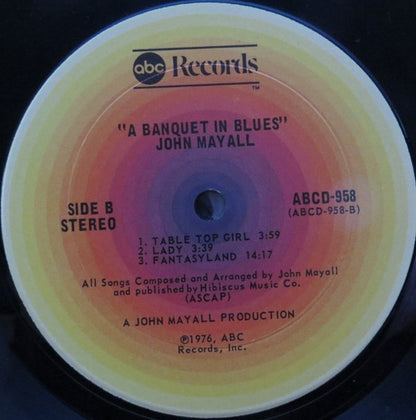 abc Records
TM
"A BANQUET IN BLUES"
JOHN MAYALL
SIDE B
STEREO
ABCD-958
(ABCD-958-B)
1. TABLE TOP GIRL 3:59
2. LADY 3:39
3. FANTASYLAND 14:17
All Songs Composed and Arranged by John Mayall
and published by Hibiscus Music Co.
(ASCAP)
A JOHN MAYALL PRODUCTION
℗1976, ABC
Records, Inc.